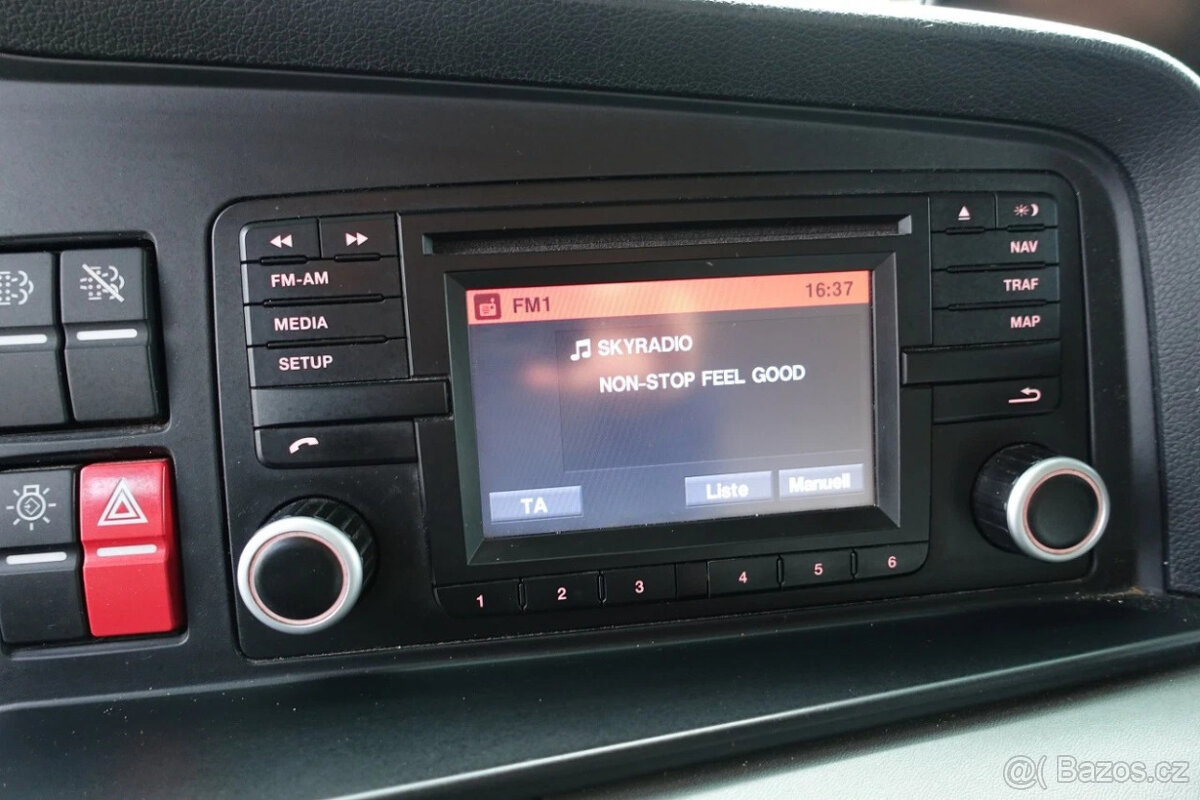 FM-AM
MEDIA
SETUP
FM1
16:37
SKYRADIO
NON-STOP FEEL GOOD
TA
Liste
Manuell
NAV
TRAF
MAP
1
2
3
4
5
6
@( Bazos.cz